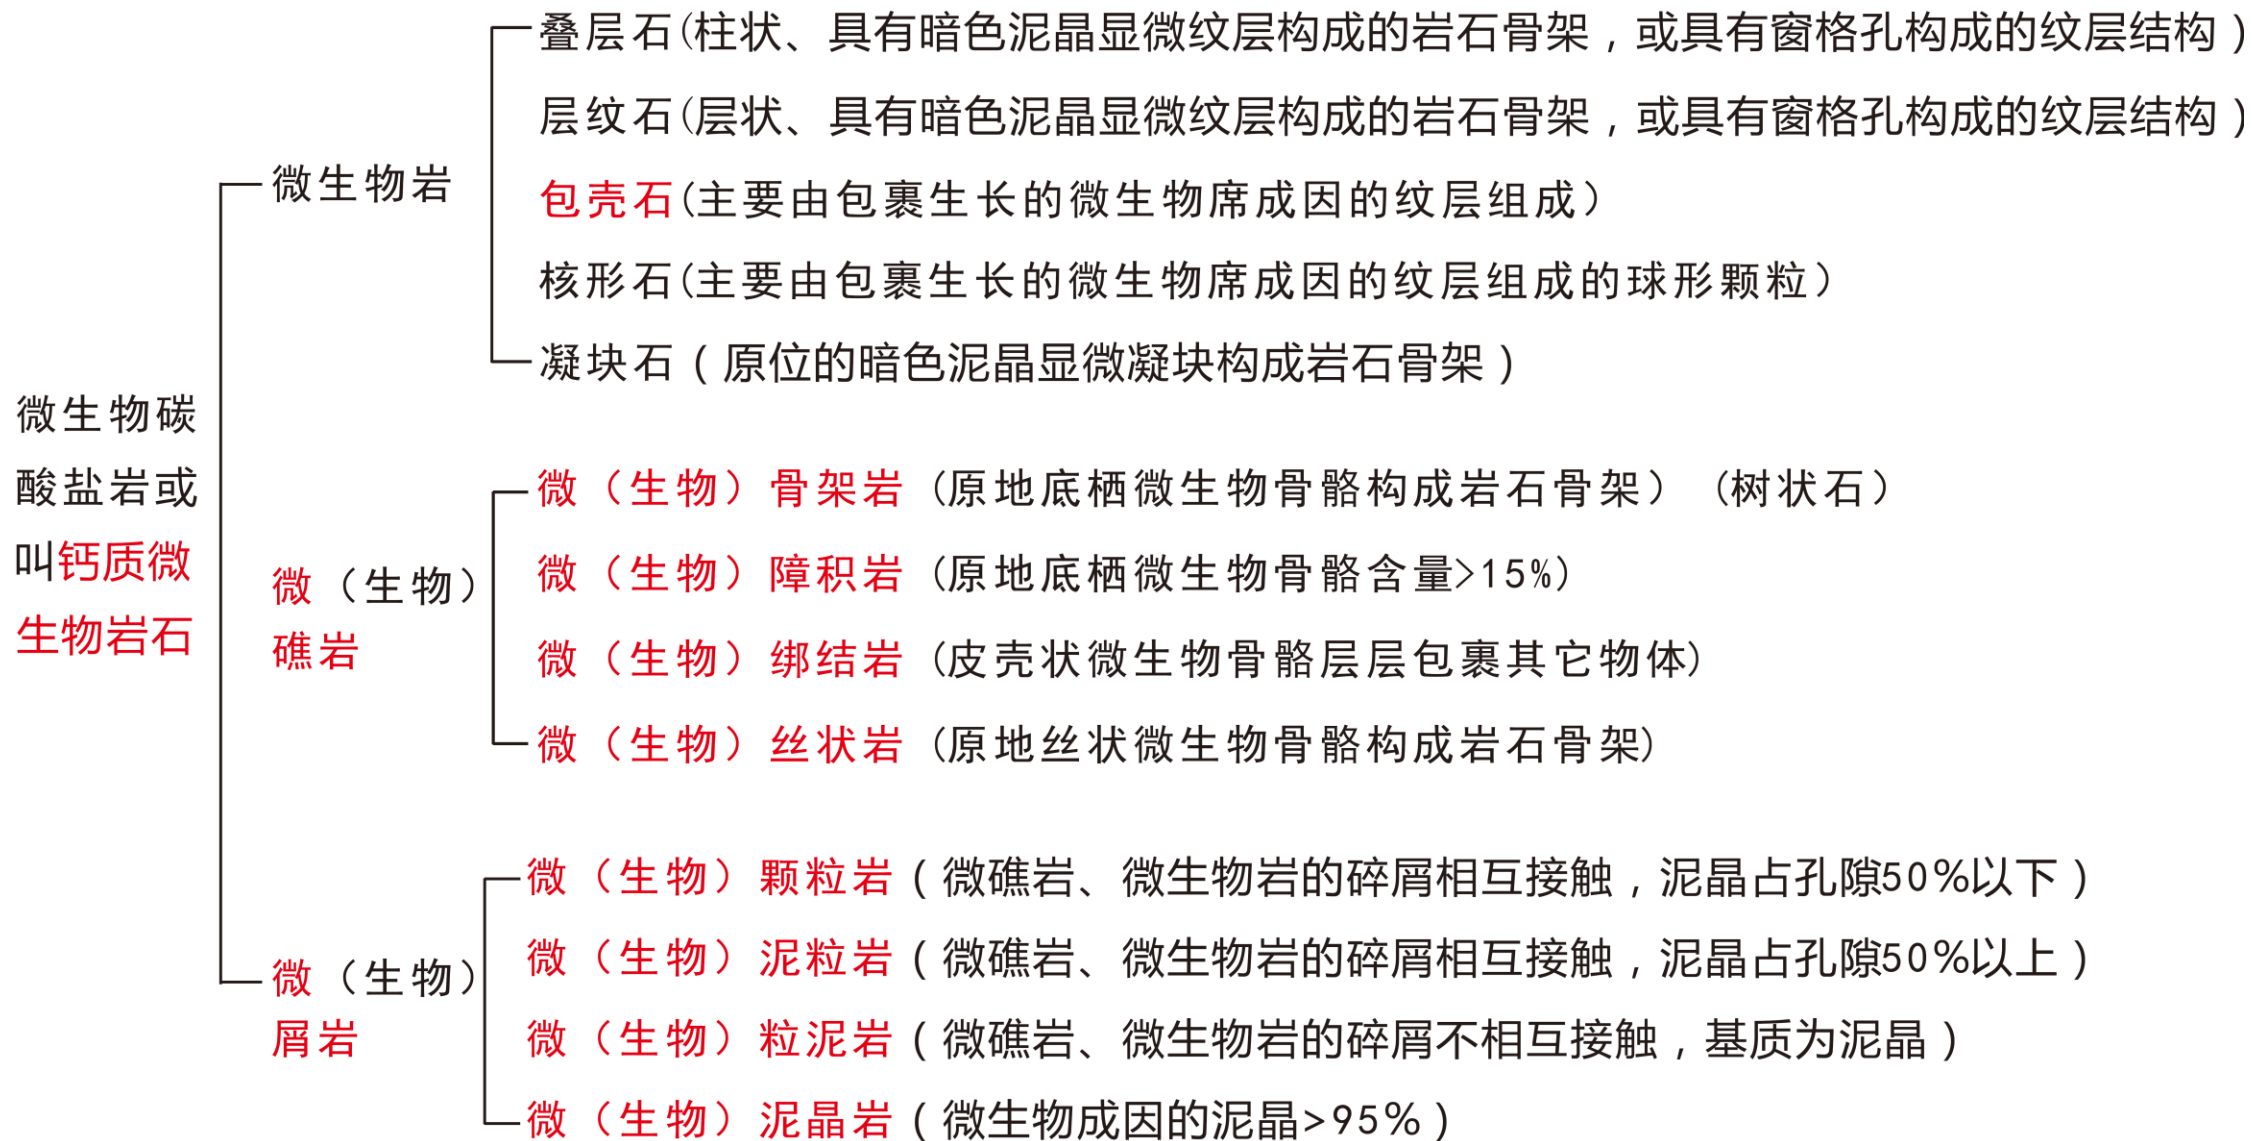 微生物碳
酸盐岩或
叫钙质微
生物岩石
微生物岩
叠层石(柱状、具有暗色泥晶显微纹层构成的岩石骨架，或具有窗格孔构成的纹层结构)
层纹石(层状、具有暗色泥晶显微纹层构成的岩石骨架，或具有窗格孔构成的纹层结构)
包壳石(主要由包裹生长的微生物席成因的纹层组成)
核形石(主要由包裹生长的微生物席成因的纹层组成的球形颗粒)
凝块石(原位的暗色泥晶显微凝块构成岩石骨架)
微（生物）
礁岩
微（生物）骨架岩(原地底栖微生物骨骼构成岩石骨架) (树状石)
微（生物）障积岩(原地底栖微生物骨骼含量>15%)
微（生物）绑结岩(皮壳状微生物骨骼层层包裹其它物体)
微（生物）丝状岩(原地丝状微生物骨骼构成岩石骨架)
微（生物）
屑岩
微（生物）颗粒岩(微礁岩、微生物岩的碎屑相互接触，泥晶占孔隙50%以下)
微（生物）泥粒岩(微礁岩、微生物岩的碎屑相互接触，泥晶占孔隙50%以上)
微（生物）粒泥岩(微礁岩、微生物岩的碎屑不相互接触，基质为泥晶)
微（生物）泥晶岩(微生物成因的泥晶>95%)